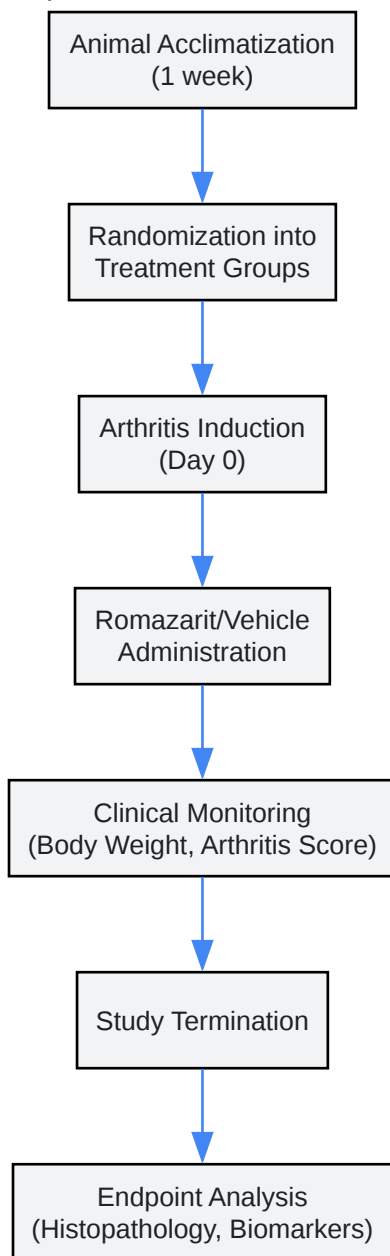 Animal Acclimatization
(1 week)
Randomization into
Treatment Groups
Arthritis Induction
(Day 0)
Romazarit/Vehicle
Administration
Clinical Monitoring
(Body Weight, Arthritis Score)
Study Termination
Endpoint Analysis
(Histopathology, Biomarkers)